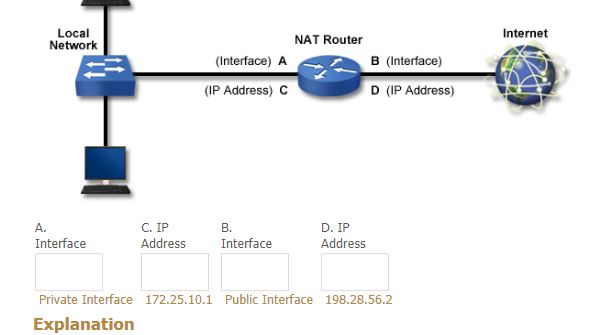 Local
Network
NAT Router
Internet
(Interface) A
B (Interface)
(IP Address) C
D (IP Address)
A.
Interface
C. IP
Address
B.
Interface
D. IP
Address
Private Interface 172.25.10.1 Public Interface 198.28.56.2
Explanation